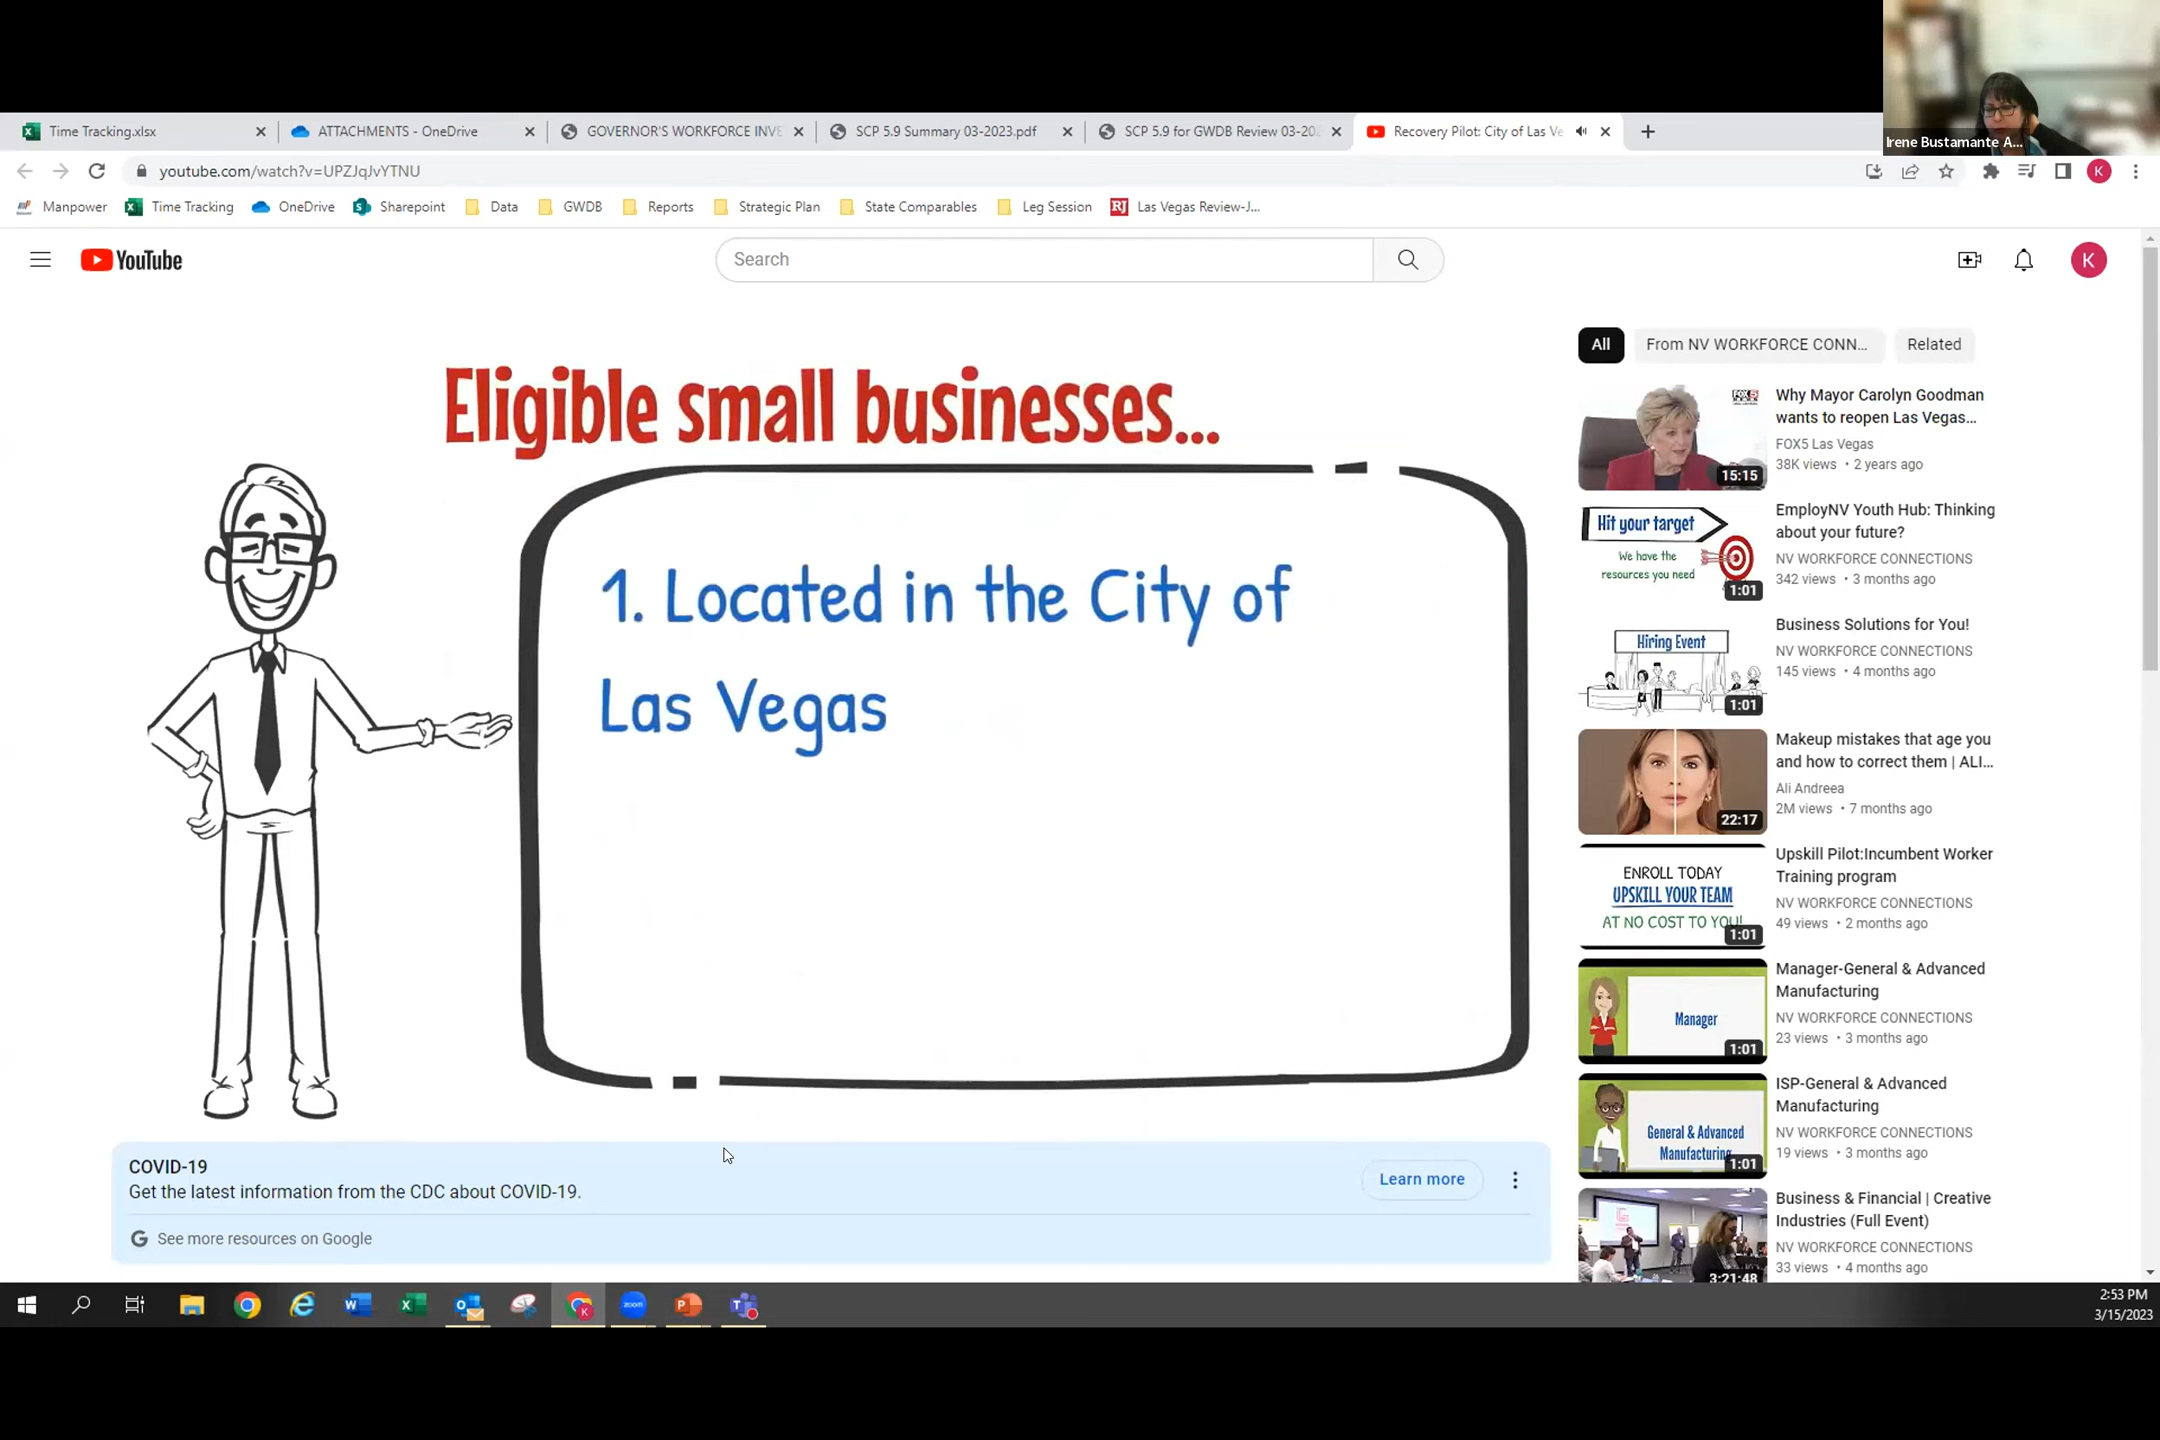 Irene Bustamante A...
Time Tracking.xlsx
ATTACHMENTS - OneDrive
GOVERNOR'S WORKFORCE INVE
SCP 5.9 Summary 03-2023.pdf
SCP 5.9 for GWDB Review 03-202
Recovery Pilot: City of Las Ve
youtube.com/watch?v=UPZJqJvYTNU
K
Manpower
Time Tracking
OneDrive
Sharepoint
Data
GWDB
Reports
Strategic Plan
State Comparables
Leg Session
RJ
Las Vegas Review-J...
YouTube
Search
K
Eligible small businesses...
1. Located in the City of
Las Vegas
COVID-19
Get the latest information from the CDC about COVID-19.
Learn more
See more resources on Google
All
From NV WORKFORCE CONN...
Related
FOX5
15:15
Why Mayor Carolyn Goodman
wants to reopen Las Vegas...
FOX5 Las Vegas
38K views • 2 years ago
Hit your target
We have the
resources you need
1:01
EmployNV Youth Hub: Thinking
about your future?
NV WORKFORCE CONNECTIONS
342 views • 3 months ago
Hiring Event
1:01
Business Solutions for You!
NV WORKFORCE CONNECTIONS
145 views • 4 months ago
22:17
Makeup mistakes that age you
and how to correct them | ALI...
Ali Andreea
2M views • 7 months ago
ENROLL TODAY
UPSKILL YOUR TEAM
AT NO COST TO YOU!
1:01
Upskill Pilot:Incumbent Worker
Training program
NV WORKFORCE CONNECTIONS
49 views • 2 months ago
Manager
1:01
Manager-General & Advanced
Manufacturing
NV WORKFORCE CONNECTIONS
23 views • 3 months ago
General & Advanced
Manufacturing
1:01
ISP-General & Advanced
Manufacturing
NV WORKFORCE CONNECTIONS
19 views • 3 months ago
3:21:48
Business & Financial | Creative
Industries (Full Event)
NV WORKFORCE CONNECTIONS
33 views • 4 months ago
zoom
2:53 PM
3/15/2023